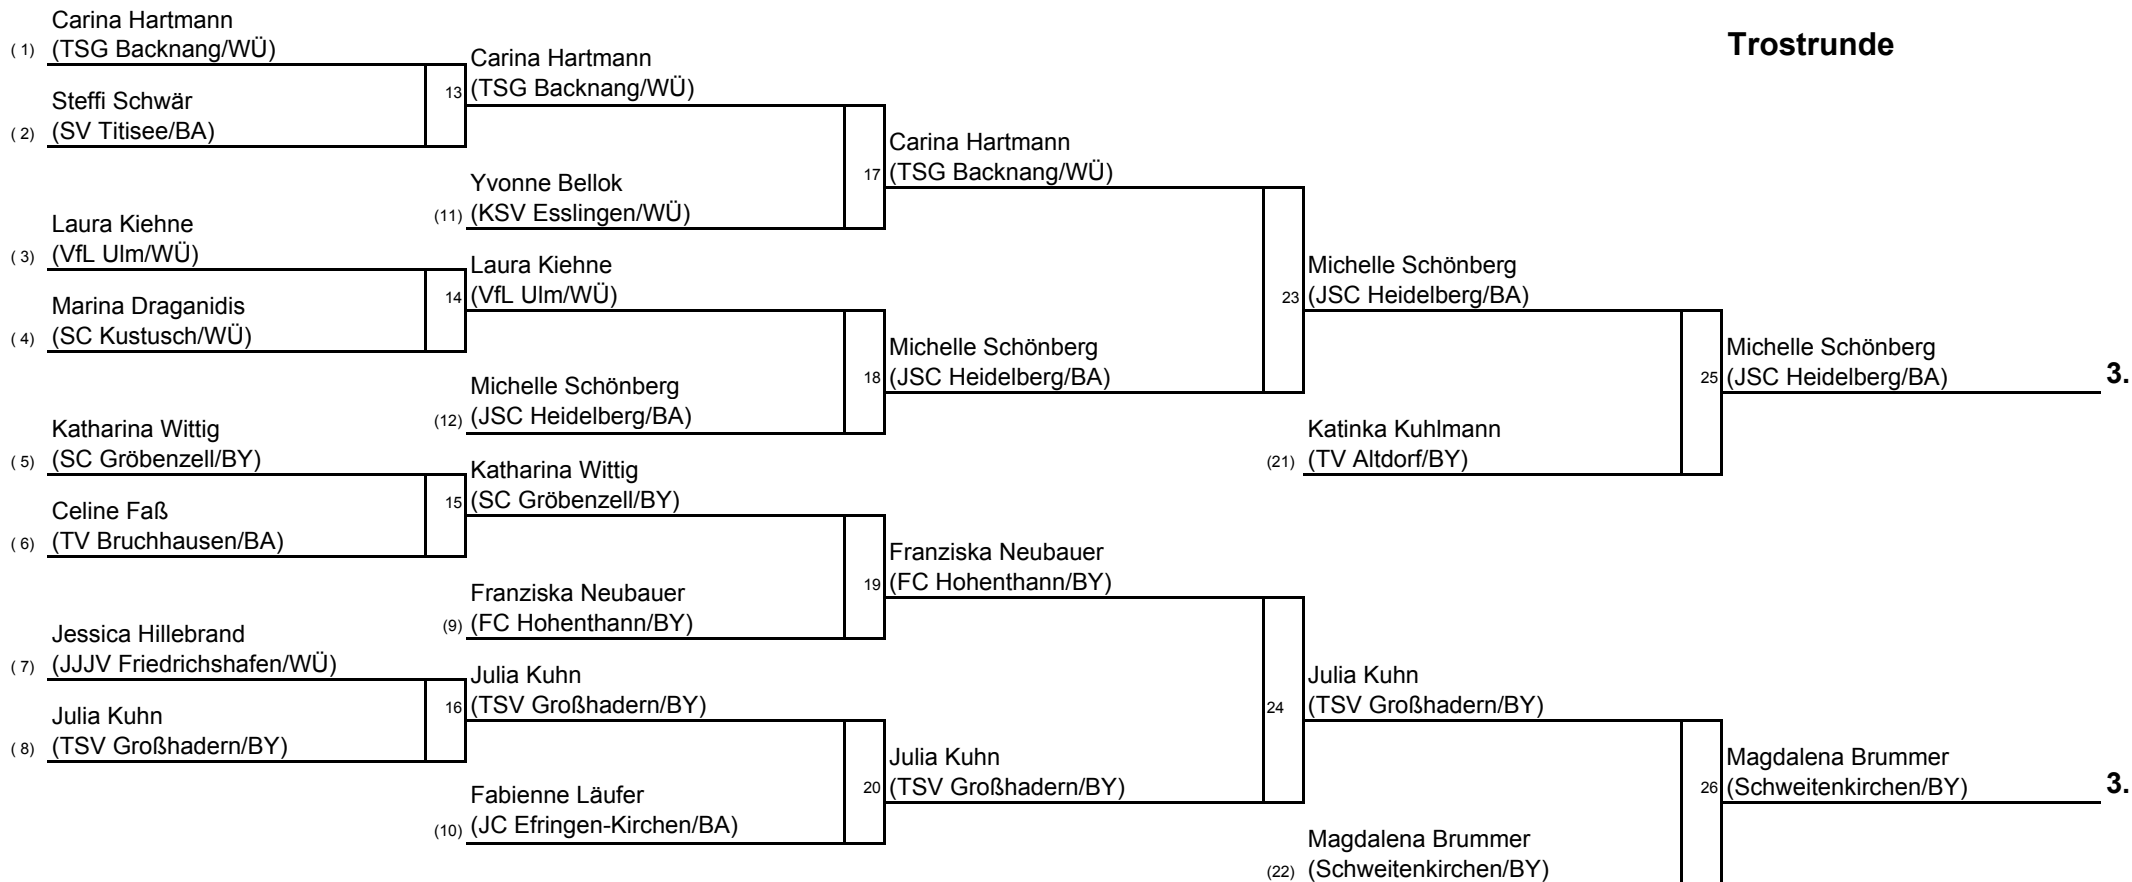 Trostrunde
Carina Hartmann
( 1) (TSG Backnang/WÜ)
Steffi Schwär
( 2) (SV Titisee/BA)
Laura Kiehne
( 3) (VfL Ulm/WÜ)
Marina Draganidis
( 4) (SC Kustusch/WÜ)
Katharina Wittig
( 5) (SC Gröbenzell/BY)
Celine Faß
( 6) (TV Bruchhausen/BA)
Jessica Hillebrand
( 7) (JJJV Friedrichshafen/WÜ)
Julia Kuhn
( 8) (TSV Großhadern/BY)
Carina Hartmann
13 (TSG Backnang/WÜ)
Yvonne Bellok
(11) (KSV Esslingen/WÜ)
Laura Kiehne
14 (VfL Ulm/WÜ)
Michelle Schönberg
(12) (JSC Heidelberg/BA)
Katharina Wittig
15 (SC Gröbenzell/BY)
Franziska Neubauer
(9) (FC Hohenthann/BY)
Julia Kuhn
16 (TSV Großhadern/BY)
Fabienne Läufer
(10) (JC Efringen-Kirchen/BA)
Carina Hartmann
17 (TSG Backnang/WÜ)
Michelle Schönberg
18 (JSC Heidelberg/BA)
Franziska Neubauer
19 (FC Hohenthann/BY)
Julia Kuhn
20 (TSV Großhadern/BY)
Michelle Schönberg
23 (JSC Heidelberg/BA)
Katinka Kuhlmann
(21) (TV Altdorf/BY)
Julia Kuhn
24 (TSV Großhadern/BY)
Magdalena Brummer
(22) (Schweitenkirchen/BY)
Michelle Schönberg
25 (JSC Heidelberg/BA) 3.
Magdalena Brummer
26 (Schweitenkirchen/BY) 3.